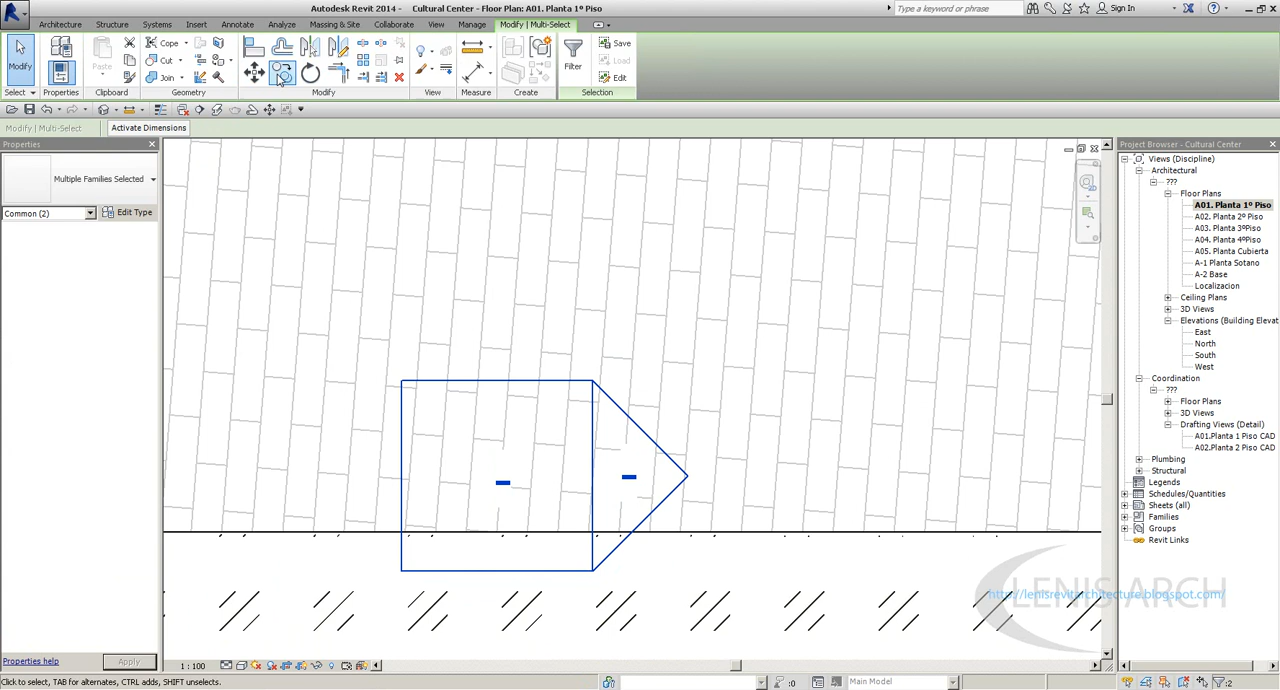 Autodesk Revit 2014 - Cultural Center - Floor Plan: A01. Planta 1º Piso
Type a keyword or phrase
Sign In
Architecture Structure Systems Insert Annotate Analyze Massing & Site Collaborate View Manage Modify | Multi-Select
Modify
Properties
Paste
Cope
Cut
Join
Filter
Save
Load
Edit
Select Properties Clipboard Geometry Modify View Measure Create Selection
Modify | Multi-Select Activate Dimensions
Properties
Multiple Families Selected
Common (2)
Edit Type
Properties help
Apply
Project Browser - Cultural Center
Views (Discipline)
Architectural
???
Floor Plans
A01. Planta 1º Piso
A02. Planta 2º Piso
A03. Planta 3ºPiso
A04. Planta 4ºPiso
A05. Planta Cubierta
A-1 Planta Sotano
A-2 Base
Localizacion
Ceiling Plans
3D Views
Elevations (Building Elevat
East
North
South
West
Coordination
???
Floor Plans
3D Views
Drafting Views (Detail)
A01.Planta 1 Piso CAD
A02.Planta 2 Piso CAD
Plumbing
Structural
Legends
Schedules/Quantities
Sheets (all)
Families
Groups
Revit Links
LENIS ARCH
http://lenisrevitarchitecture.blogspot.com/
1 : 100
Click to select, TAB for alternates, CTRL adds, SHIFT unselects.
:0
Main Model
:2